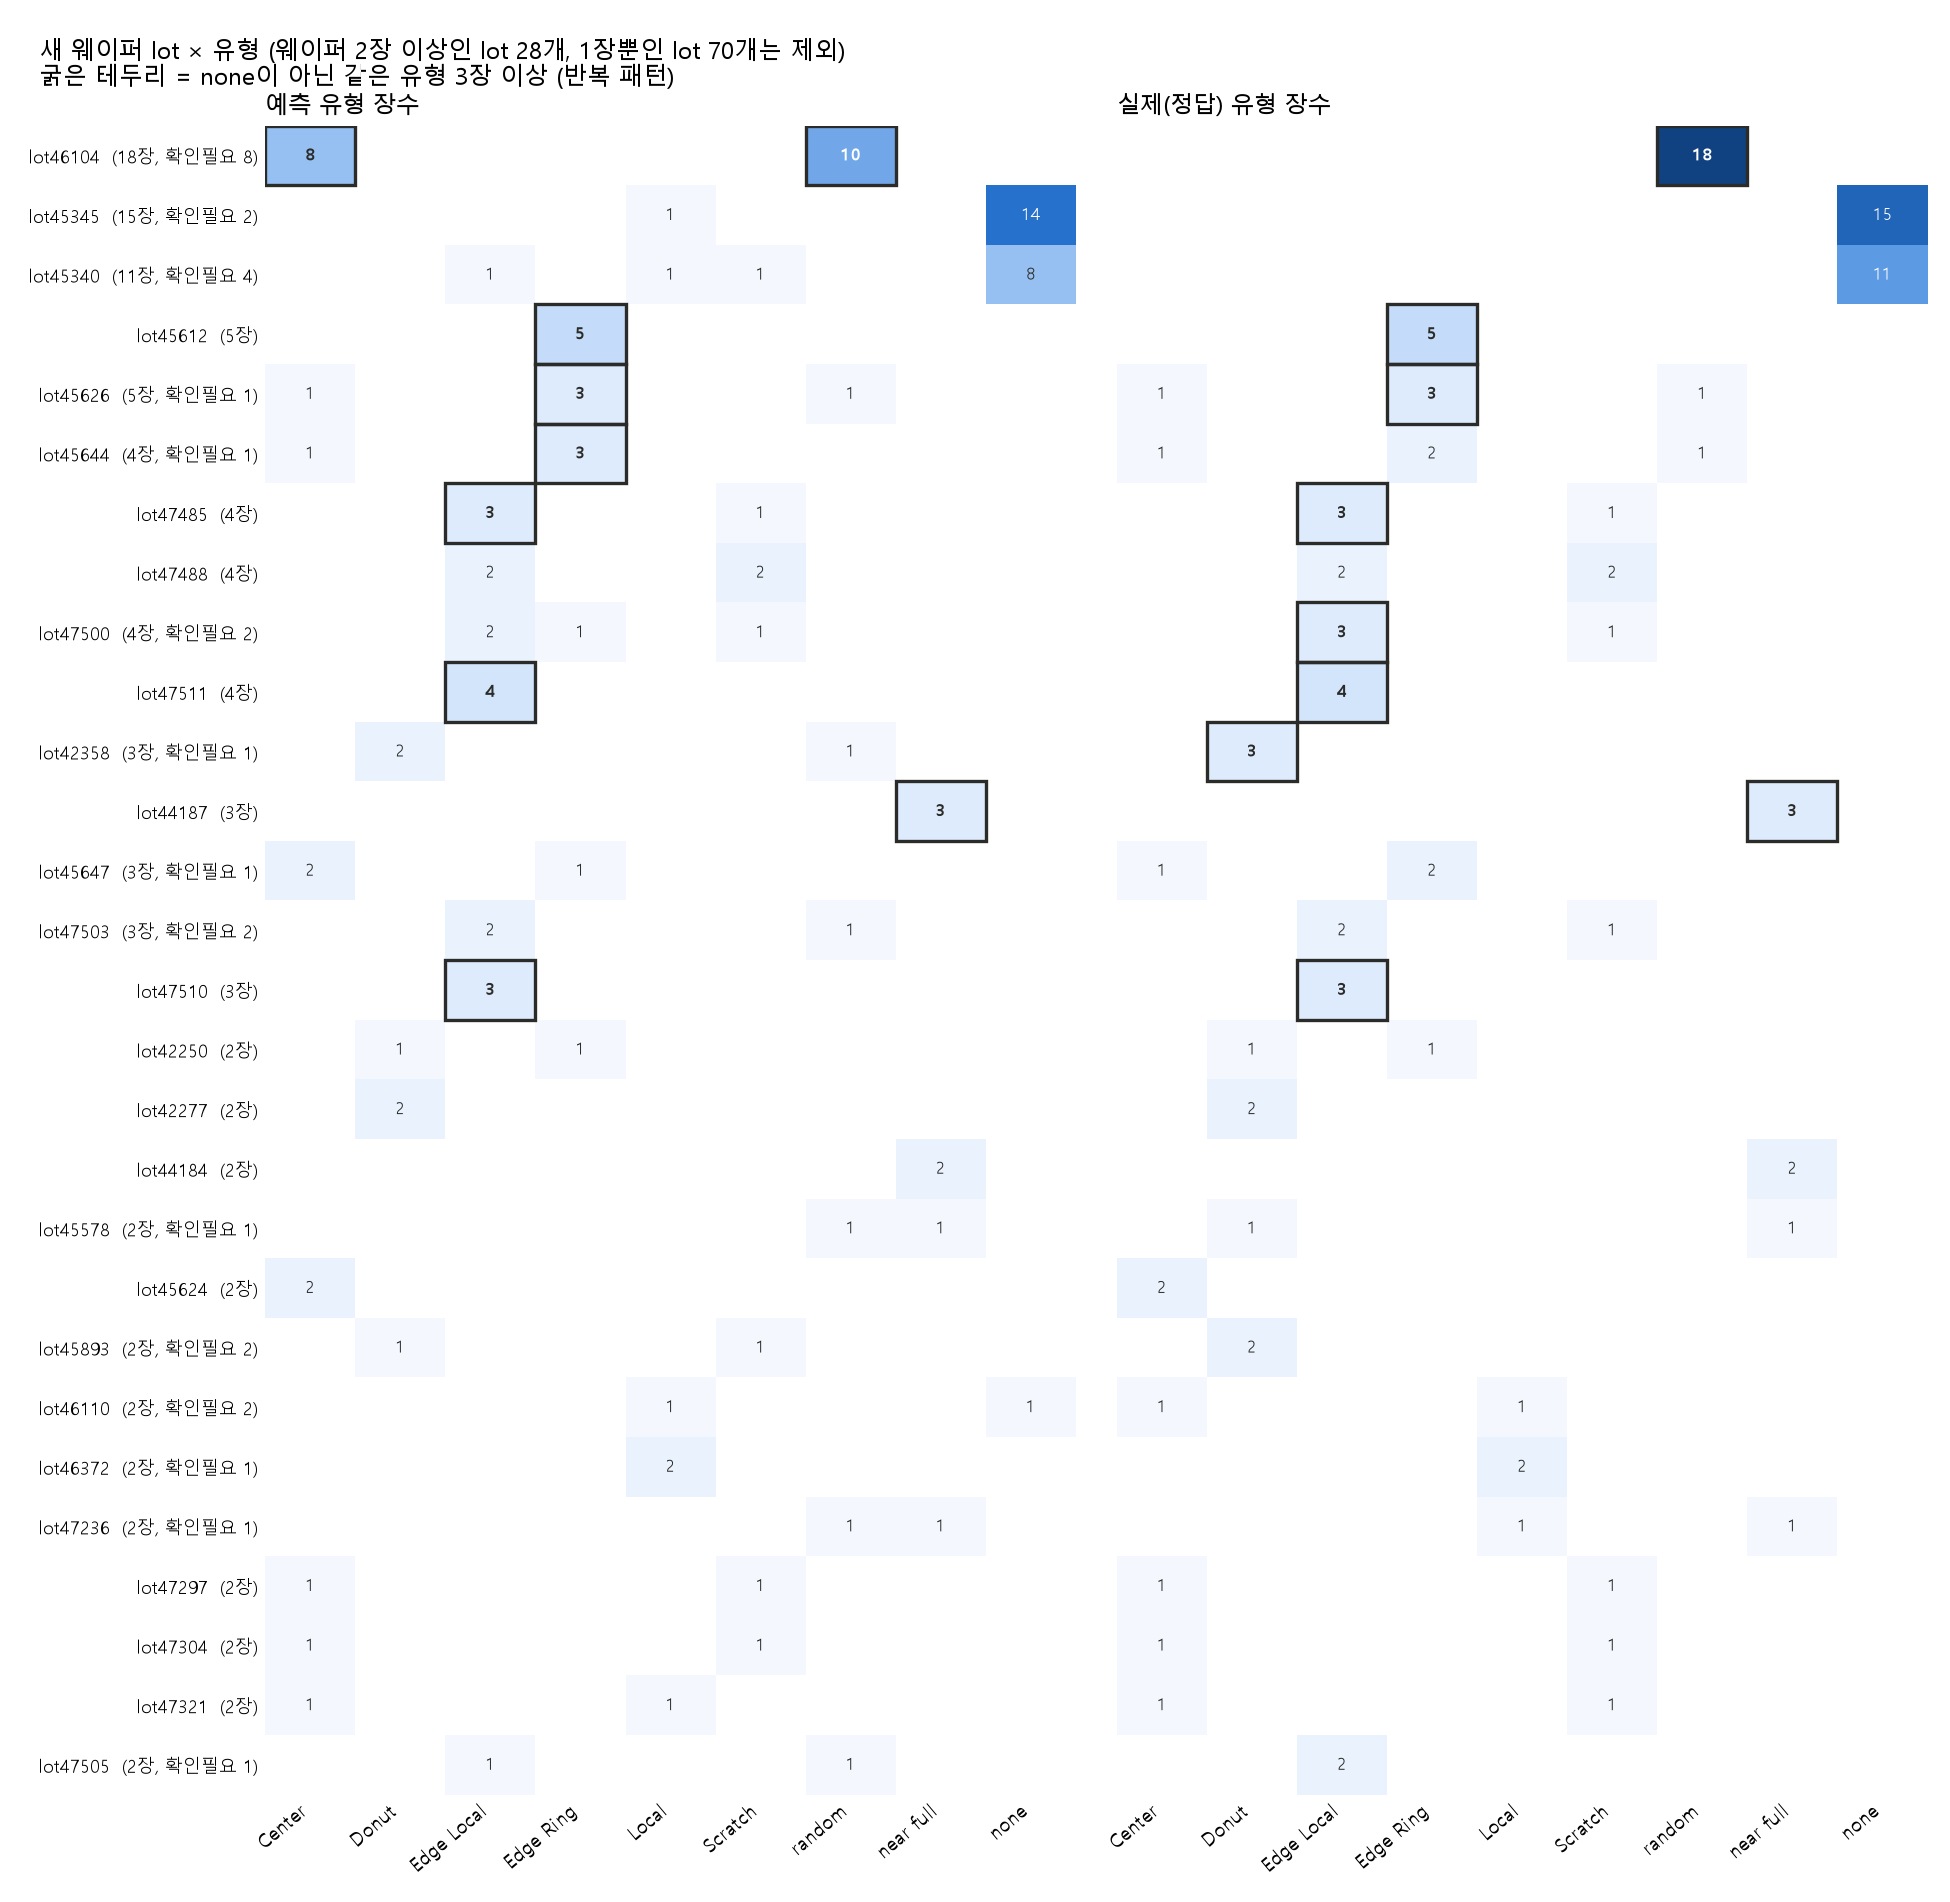 새 웨이퍼 lot × 유형 (웨이퍼 2장 이상인 lot 28개, 1장뿐인 lot 70개는 제외)
굵은 테두리 = none이 아닌 같은 유형 3장 이상 (반복 패턴)
예측 유형 장수 실제(정답) 유형 장수
lot46104 (18장, 확인필요 8) 8 10 18
lot45345 (15장, 확인필요 2) 1 14 15
lot45340 (11장, 확인필요 4) 1 1 1 8 11
lot45612 (5장) 5 5
lot45626 (5장, 확인필요 1) 1 3 1 1 3 1
lot45644 (4장, 확인필요 1) 1 3 1 2 1
lot47485 (4장) 3 1 3 1
lot47488 (4장) 2 2 2 2
lot47500 (4장, 확인필요 2) 2 1 1 3 1
lot47511 (4장) 4 4
lot42358 (3장, 확인필요 1) 2 1 3
lot44187 (3장) 3 3
lot45647 (3장, 확인필요 1) 2 1 1 2
lot47503 (3장, 확인필요 2) 2 1 2 1
lot47510 (3장) 3 3
lot42250 (2장) 1 1 1 1
lot42277 (2장) 2 2
lot44184 (2장) 2 2
lot45578 (2장, 확인필요 1) 1 1 1 1
lot45624 (2장) 2 2
lot45893 (2장, 확인필요 2) 1 1 2
lot46110 (2장, 확인필요 2) 1 1 1 1
lot46372 (2장, 확인필요 1) 2 2
lot47236 (2장, 확인필요 1) 1 1 1 1
lot47297 (2장) 1 1 1 1
lot47304 (2장) 1 1 1 1
lot47321 (2장) 1 1 1 1
lot47505 (2장, 확인필요 1) 1 1 2
Center Donut Edge Local Edge Ring Local Scratch random near full none Center Donut Edge Local Edge Ring Local Scratch random near full none